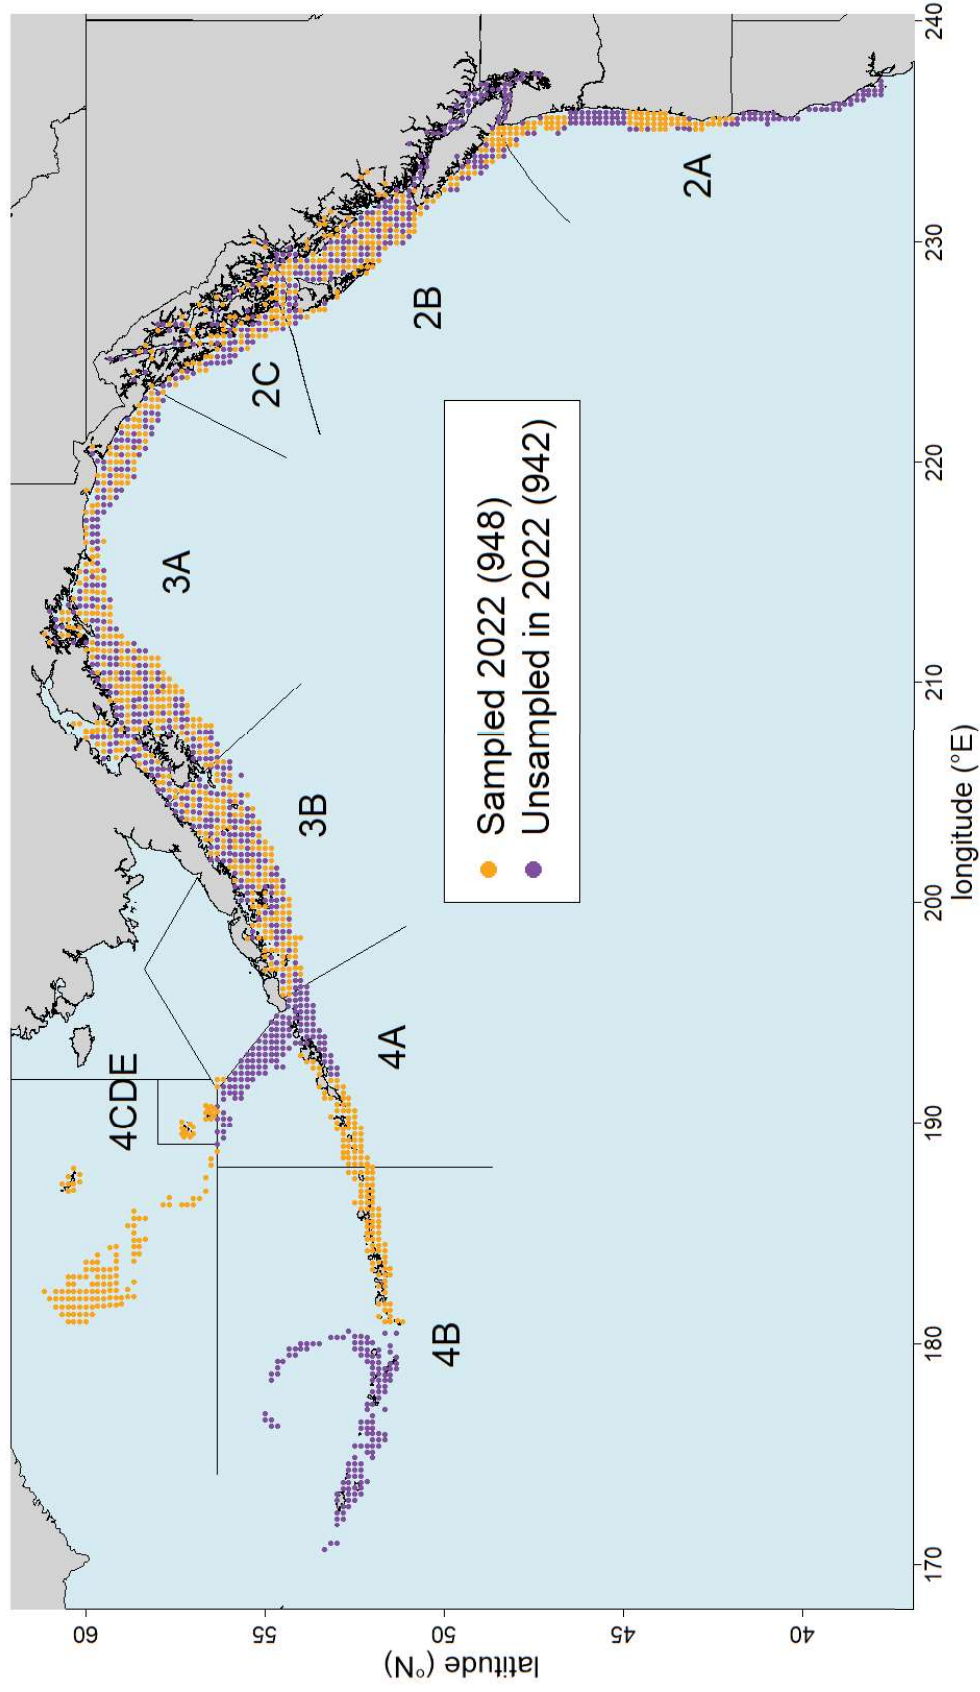 4CDE
4B
4A
3B
3A
2C
2B
2A
Sampled 2022 (948)
Unsampled in 2022 (942)
latitude (°N)
60
55
50
45
40
170
180
190
200
210
220
230
240
longitude (°E)